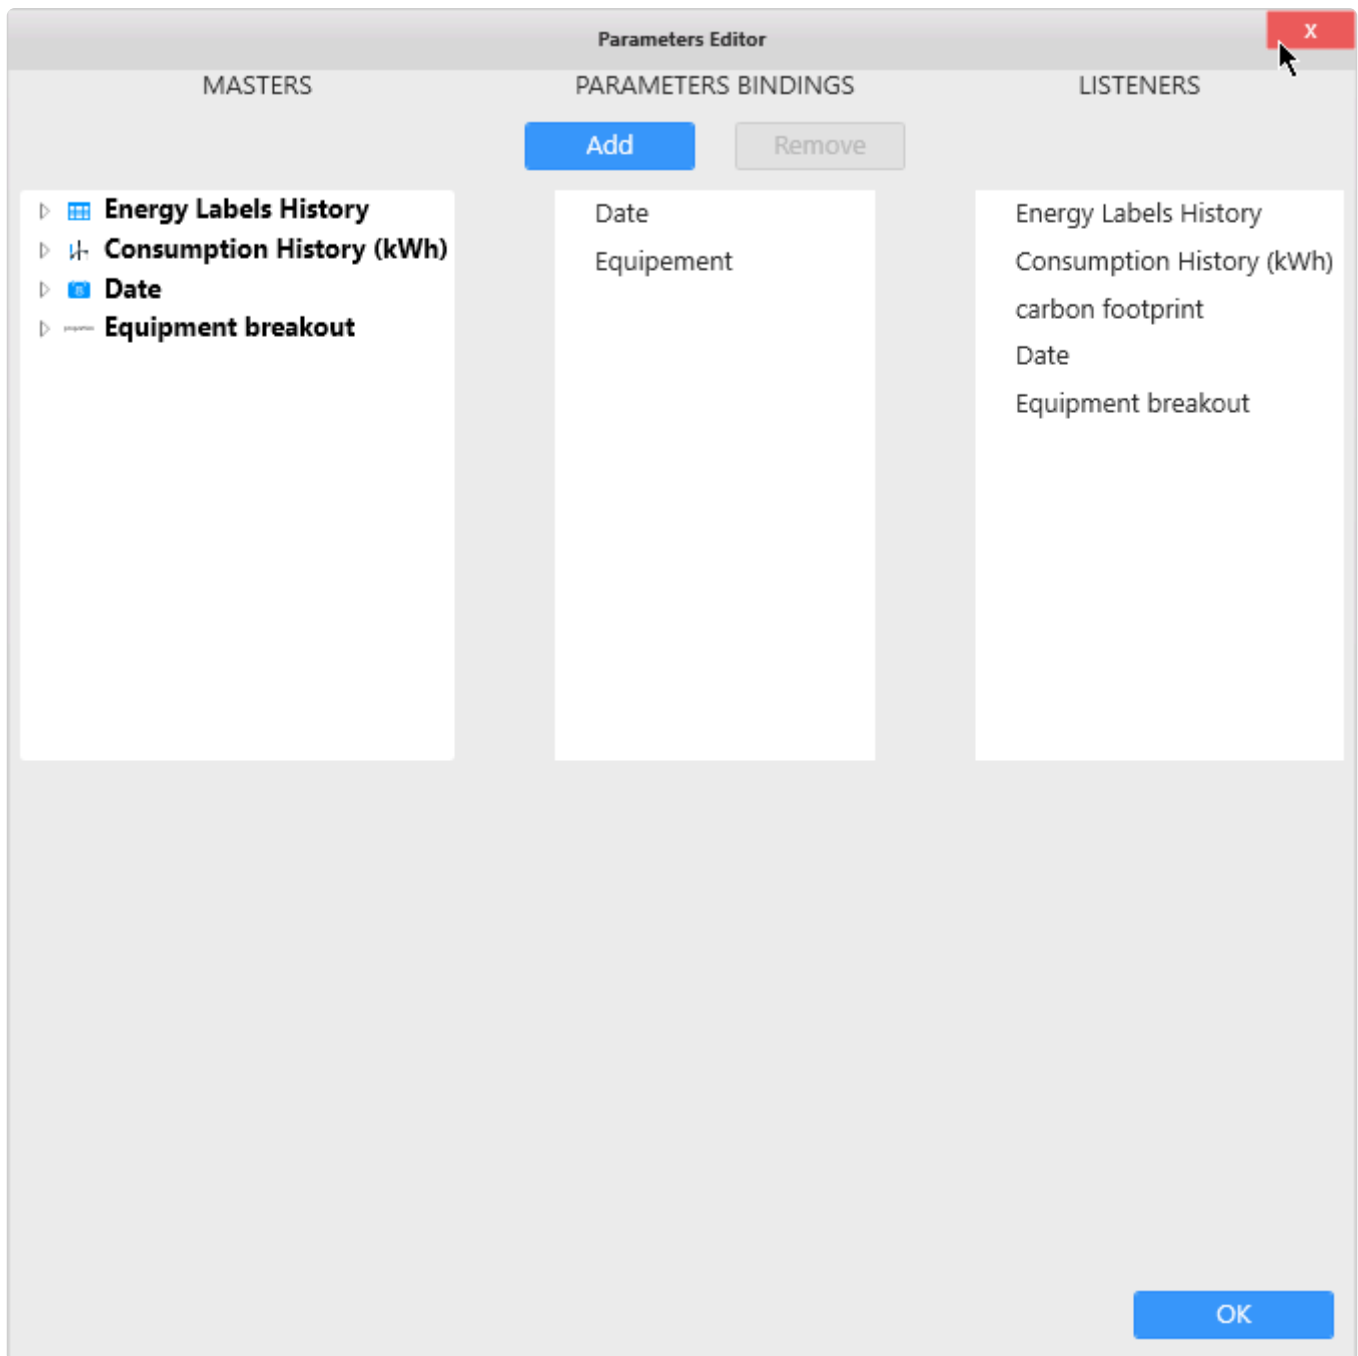 Parameters Editor
X
MASTERS
PARAMETERS BINDINGS
LISTENERS
Add
Remove
Energy Labels History
Consumption History (kWh)
Date
Equipment breakout
Date
Equipement
Energy Labels History
Consumption History (kWh)
carbon footprint
Date
Equipment breakout
OK